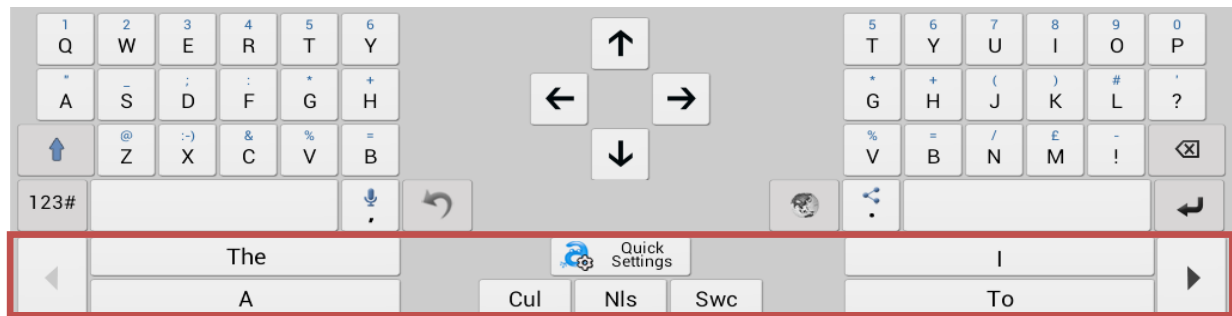 1 2 3 4 5 6 5 6 7 8 9 0
Q W E R T Y T Y U I O P
" _ ; : * + * + ( ) # '
A S D F G H G H J K L ?
@ :-) & % = % = / £ -
Z X C V B V B N M !
123# , .
The Quick Settings I
A Cul Nls Swc To